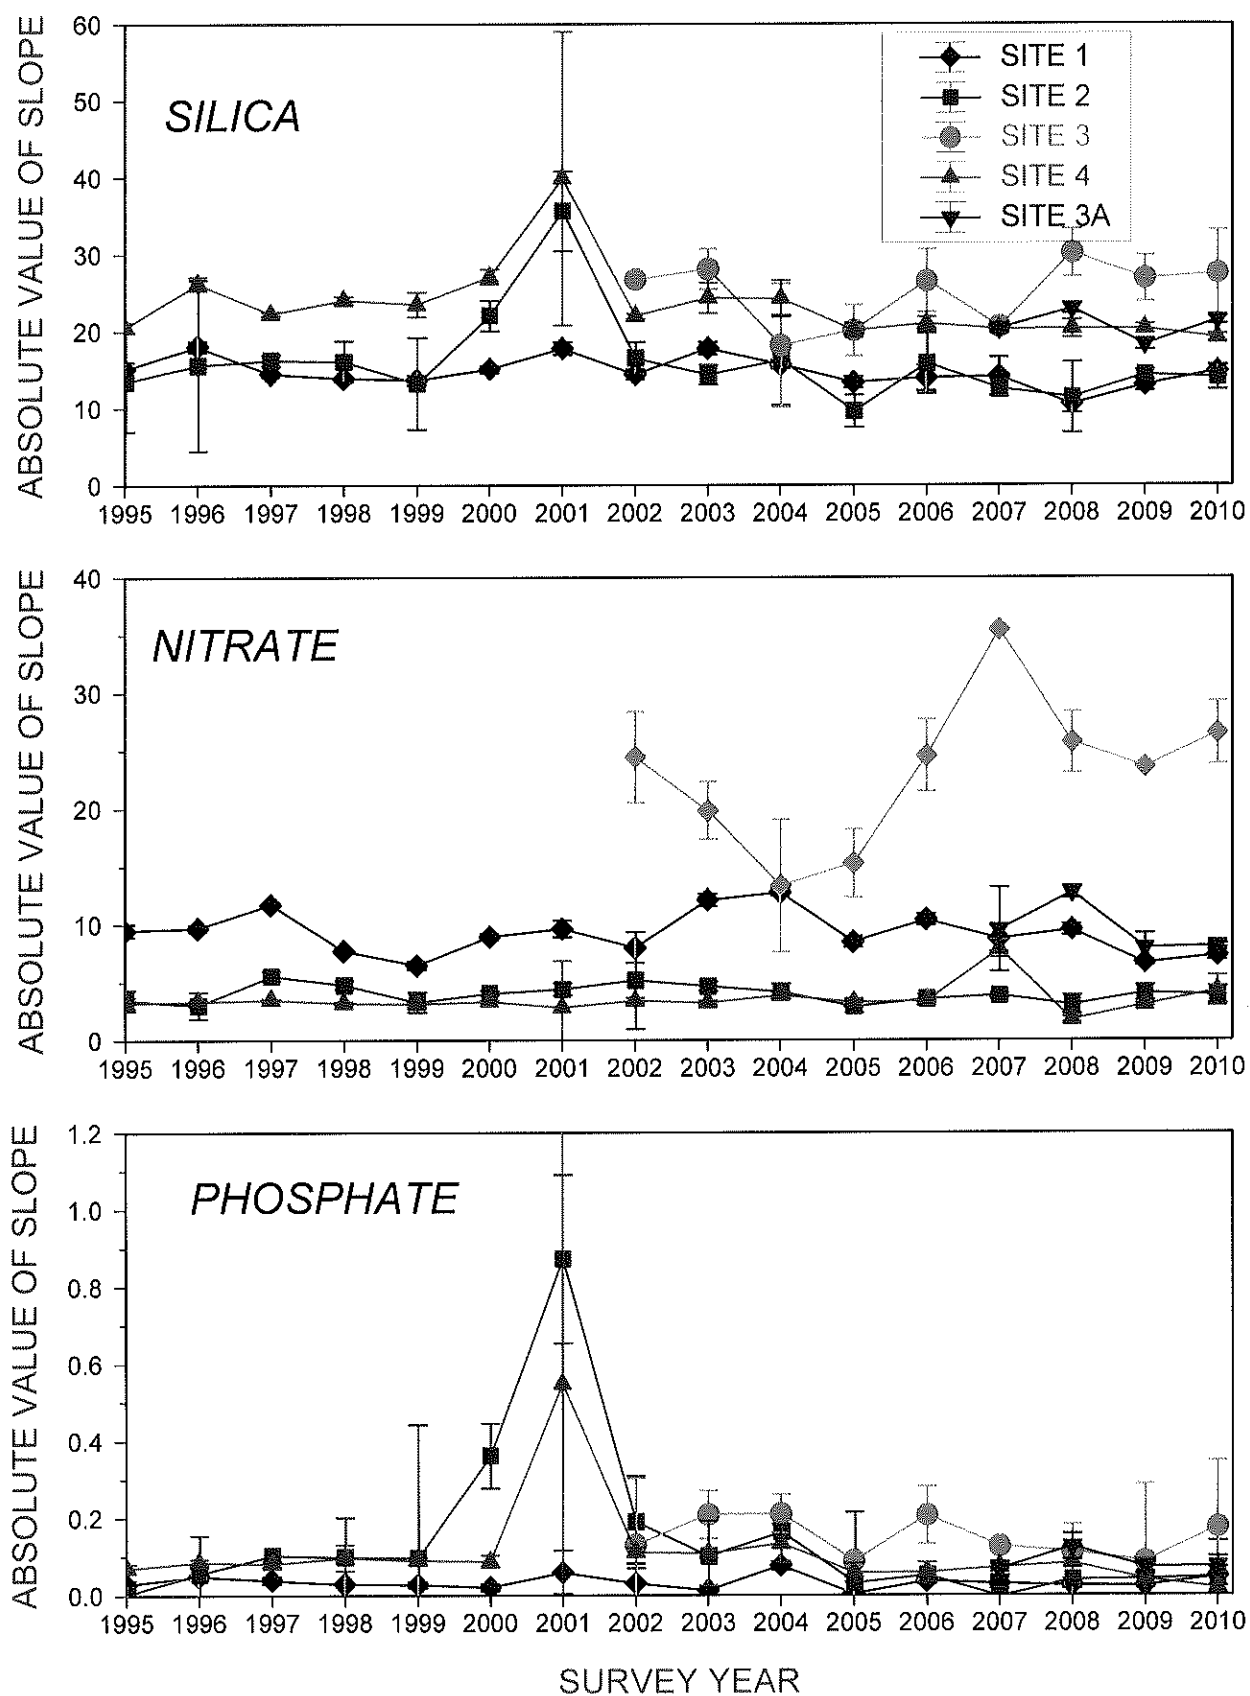 ABSOLUTE VALUE OF SLOPE
60
50
40
30
20
10
0
SILICA
SITE 1
SITE 2
SITE 3
SITE 4
SITE 3A
1995 1996 1997 1998 1999 2000 2001 2002 2003 2004 2005 2006 2007 2008 2009 2010
ABSOLUTE VALUE OF SLOPE
40
30
20
10
0
NITRATE
1995 1996 1997 1998 1999 2000 2001 2002 2003 2004 2005 2006 2007 2008 2009 2010
ABSOLUTE VALUE OF SLOPE
1.2
1.0
0.8
0.6
0.4
0.2
0.0
PHOSPHATE
1995 1996 1997 1998 1999 2000 2001 2002 2003 2004 2005 2006 2007 2008 2009 2010
SURVEY YEAR